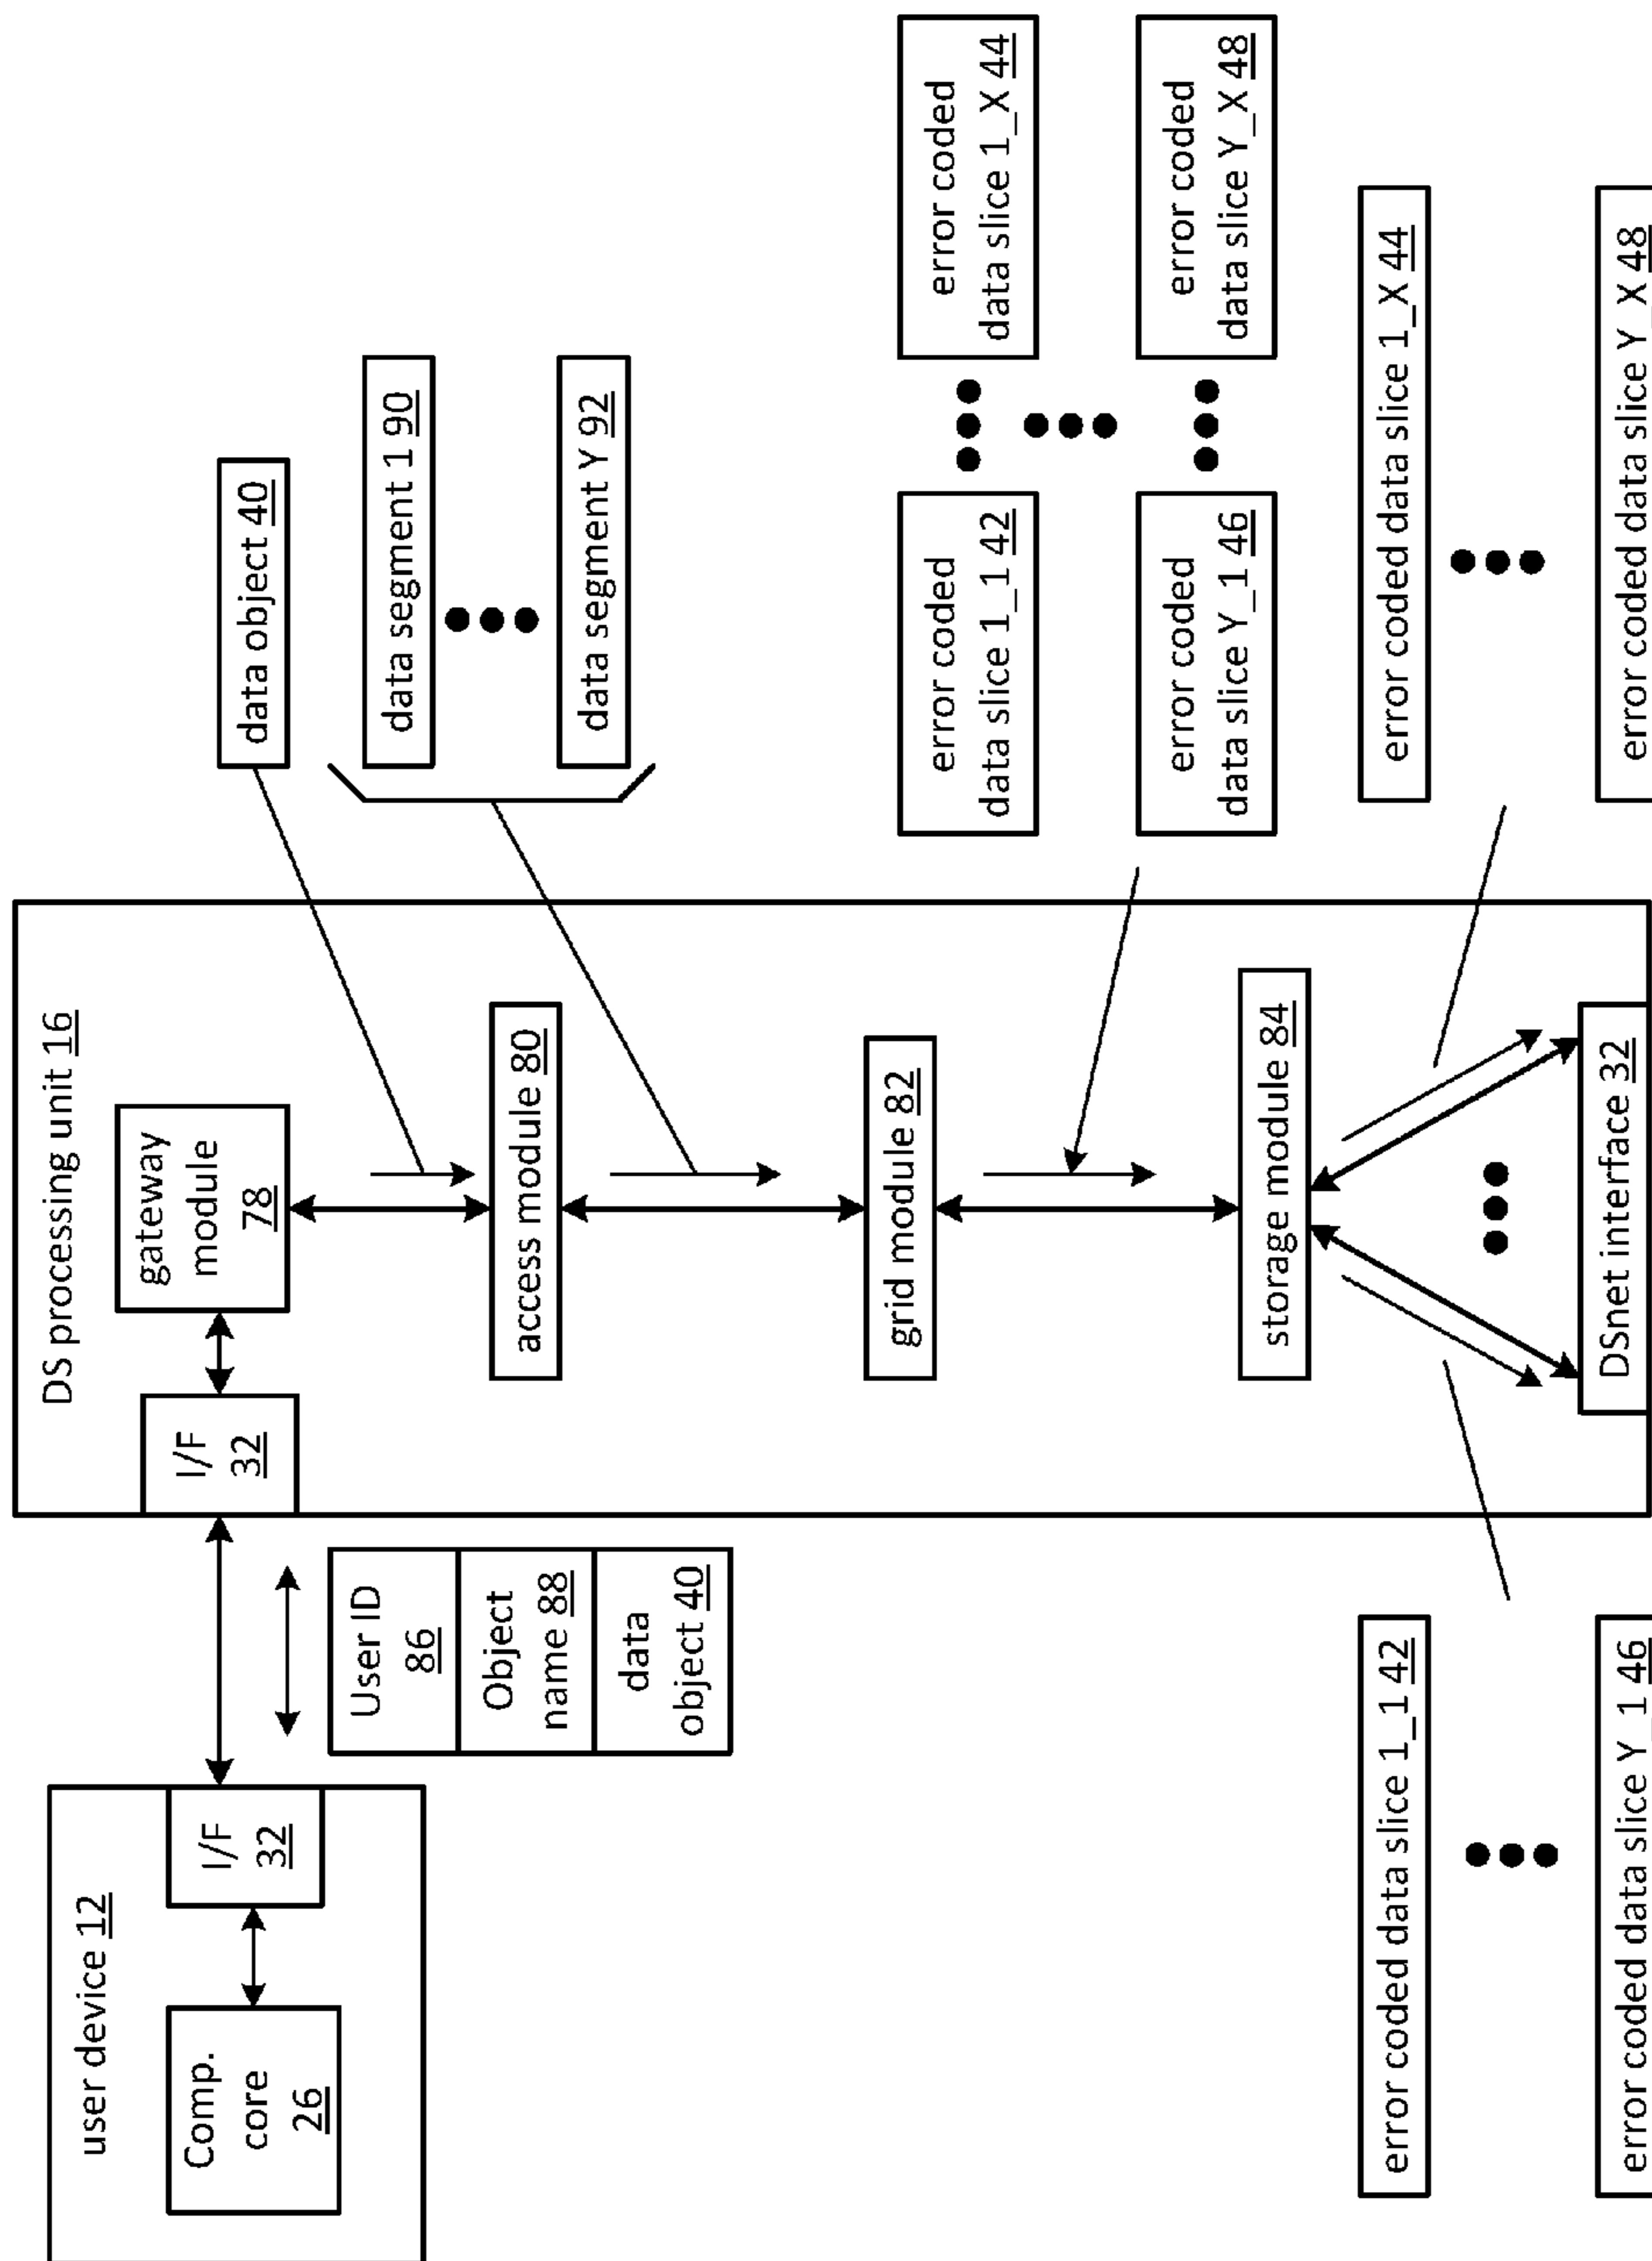 user device 12
Comp.
core
26
I/F
32
User ID
86
Object
name 88
data
object 40
DS processing unit 16
I/F
32
gateway
module
78
access module 80
grid module 82
storage module 84
DSnet interface 32
data object 40
data segment 1 90
data segment Y 92
error coded
data slice 1_1 42
error coded
data slice 1_X 44
error coded
data slice Y_1 46
error coded
data slice Y_X 48
error coded data slice 1_1 42
error coded data slice Y_1 46
error coded data slice 1_X 44
error coded data slice Y_X 48